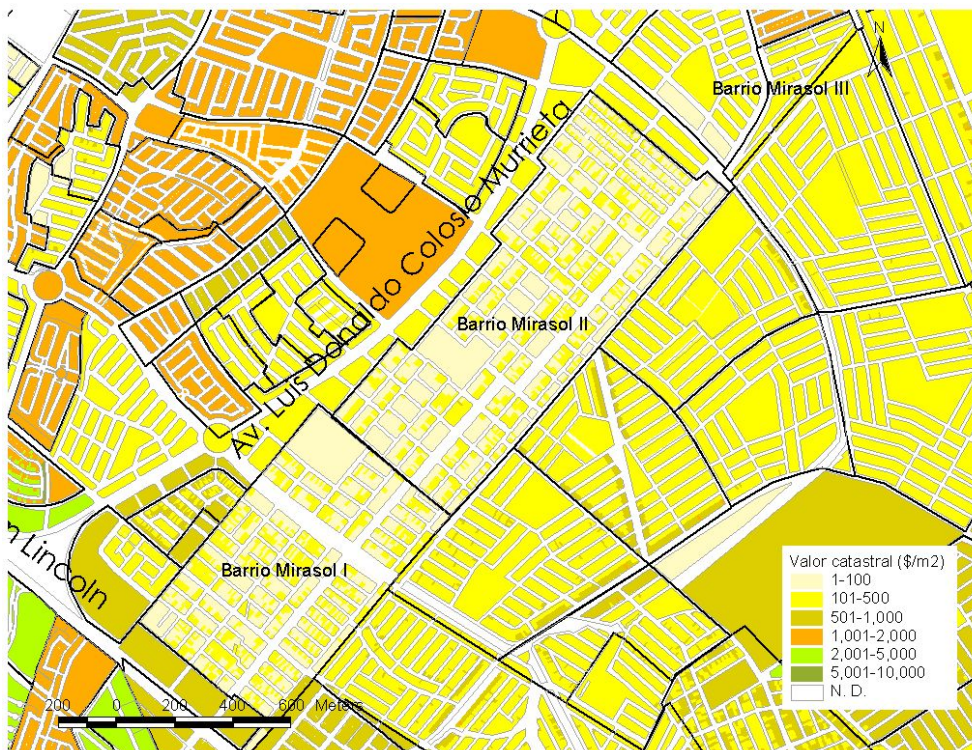 N
Barrio Mirasol III
Av. Luis Donaldo Colosio Murrieta
Barrio Mirasol II
Barrio Mirasol I
n Lincoln
Valor catastral ($/m2)
1-100
101-500
501-1,000
1,001-2,000
2,001-5,000
5,001-10,000
N. D.
200 0 200 400 600 Meters